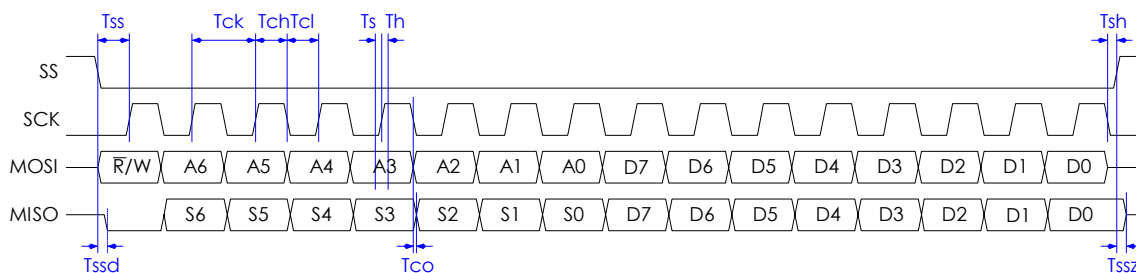 Tss Tck Tch Tcl Ts Th Tsh
SS
SCK
MOSI R̅/W A6 A5 A4 A3 A2 A1 A0 D7 D6 D5 D4 D3 D2 D1 D0
MISO S6 S5 S4 S3 S2 S1 S0 D7 D6 D5 D4 D3 D2 D1 D0
Tssd Tco Tssz